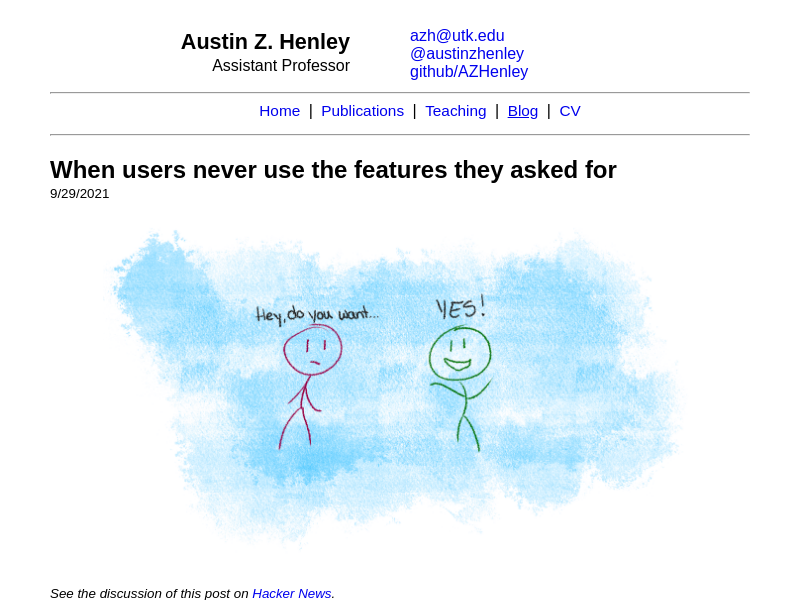 Austin Z. Henley
Assistant Professor
azh@utk.edu
@austinzhenley
github/AZHenley
Home | Publications | Teaching | Blog | CV
When users never use the features they asked for
9/29/2021
Hey, do you want...
YES!
See the discussion of this post on Hacker News.